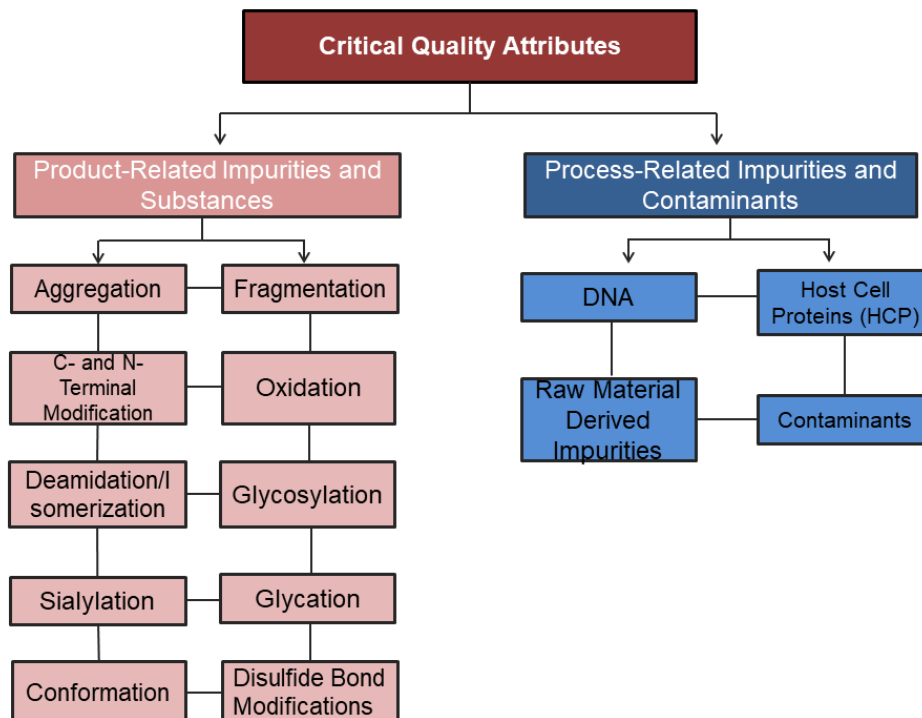 Critical Quality Attributes
Product-Related Impurities and
Substances
Process-Related Impurities and
Contaminants
Aggregation
Fragmentation
DNA
Host Cell
Proteins (HCP)
C- and N-
Terminal
Modification
Oxidation
Raw Material
Derived
Impurities
Contaminants
Deamidation/I
somerization
Glycosylation
Sialylation
Glycation
Conformation
Disulfide Bond
Modifications